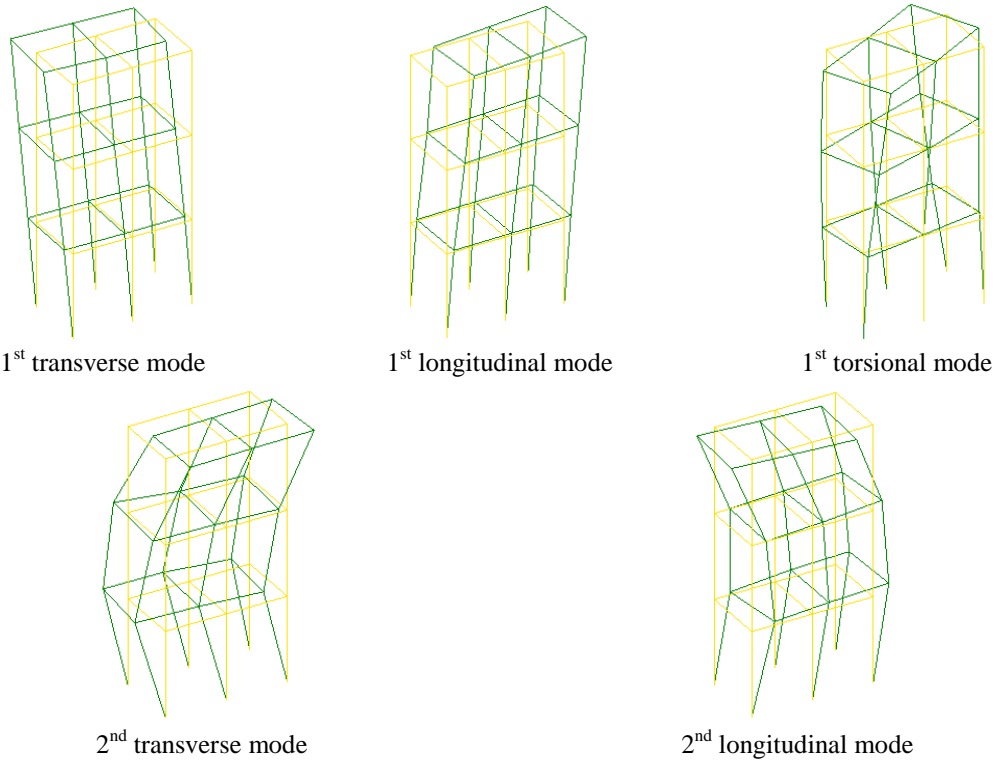 1st transverse mode
1st longitudinal mode
1st torsional mode
2nd transverse mode
2nd longitudinal mode